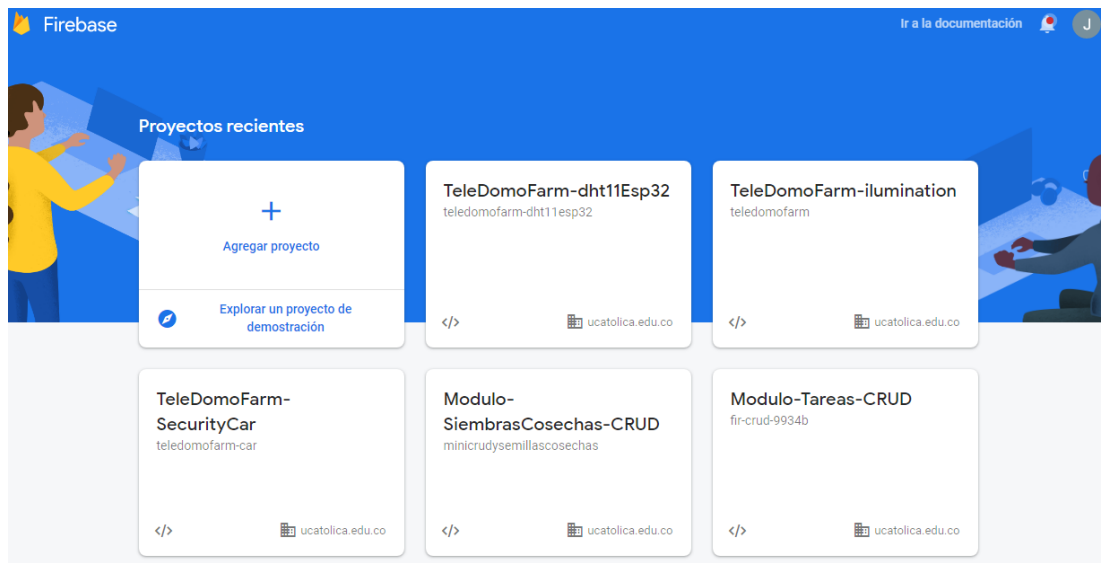 Firebase
Ir a la documentación
J
Proyectos recientes
Agregar proyecto
Explorar un proyecto de
demostración
TeleDomoFarm-dht11Esp32
teledomofarm-dht11esp32
</>
ucatolica.edu.co
TeleDomoFarm-ilumination
teledomofarm
</>
ucatolica.edu.co
TeleDomoFarm-
SecurityCar
teledomofarm-car
</>
ucatolica.edu.co
Modulo-
SiembrasCosechas-CRUD
minicrudysemillascosechas
</>
ucatolica.edu.co
Modulo-Tareas-CRUD
fir-crud-9934b
</>
ucatolica.edu.co